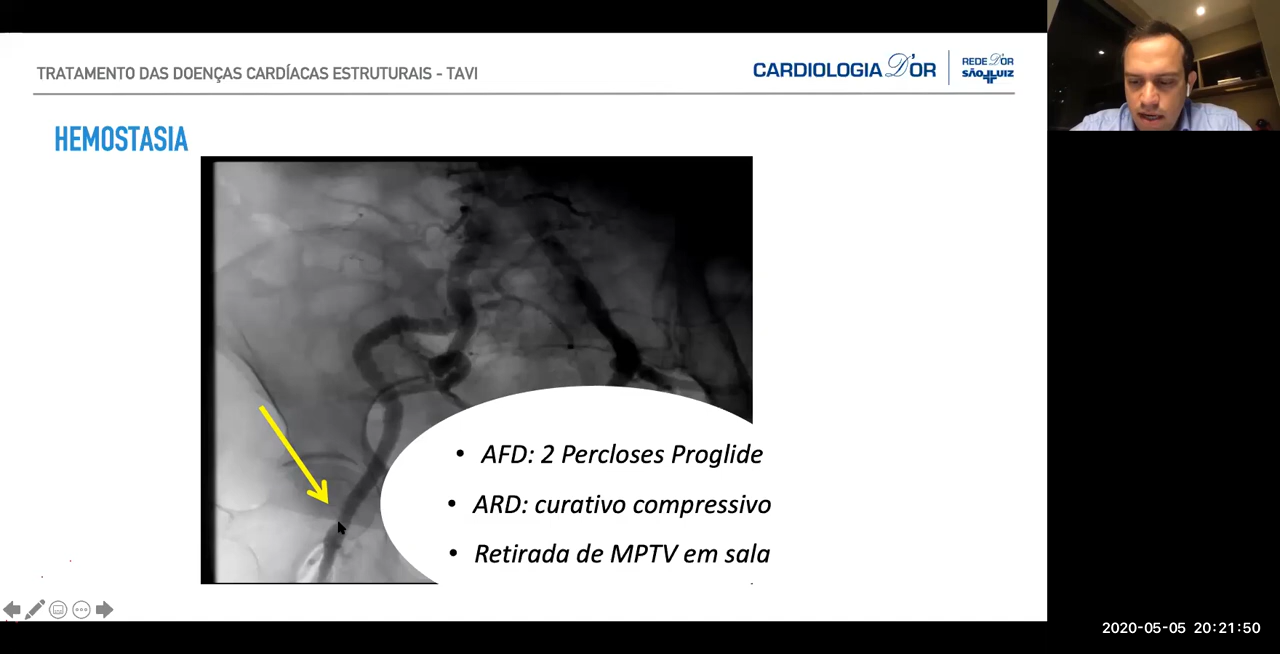 TRATAMENTO DAS DOENÇAS CARDÍACAS ESTRUTURAIS - TAVI
CARDIOLOGIA D'OR
REDE D'OR
SÃO LUIZ
HEMOSTASIA
• AFD: 2 Percloses Proglide
• ARD: curativo compressivo
• Retirada de MPTV em sala
2020-05-05 20:21:50